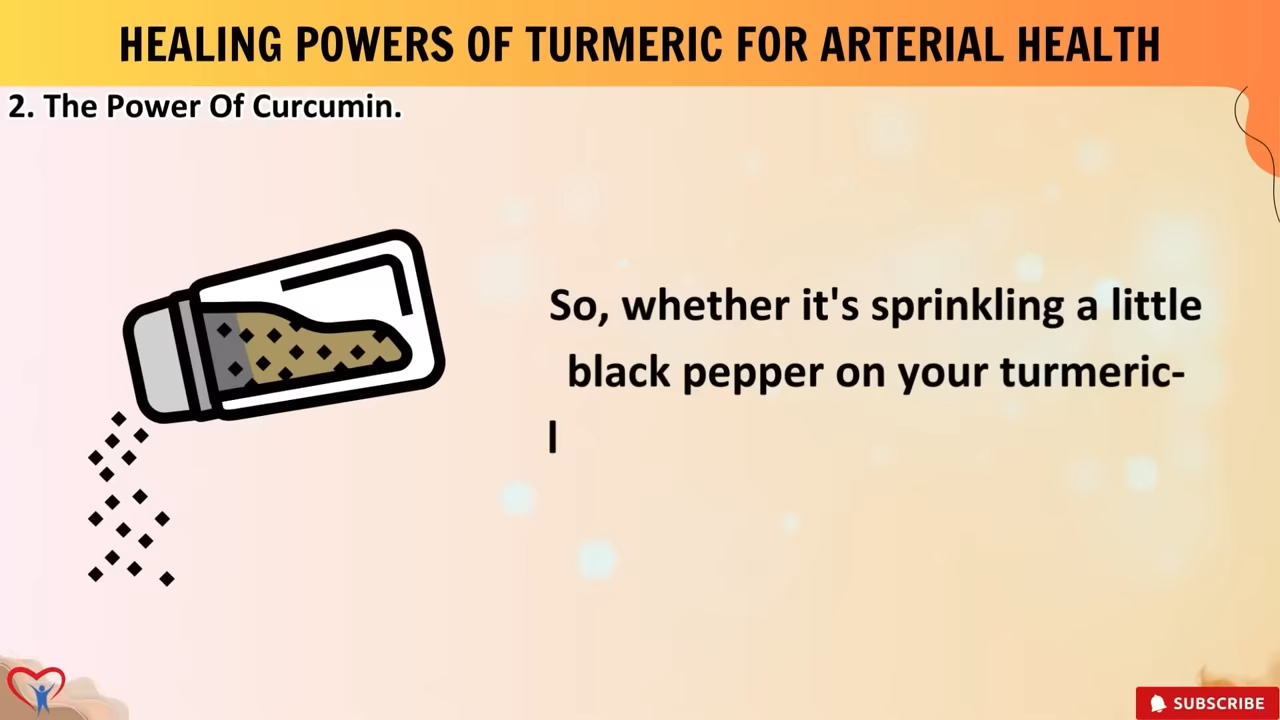 HEALING POWERS OF TURMERIC FOR ARTERIAL HEALTH
2. The Power Of Curcumin.
So, whether it's sprinkling a little
black pepper on your turmeric-
l
SUBSCRIBE